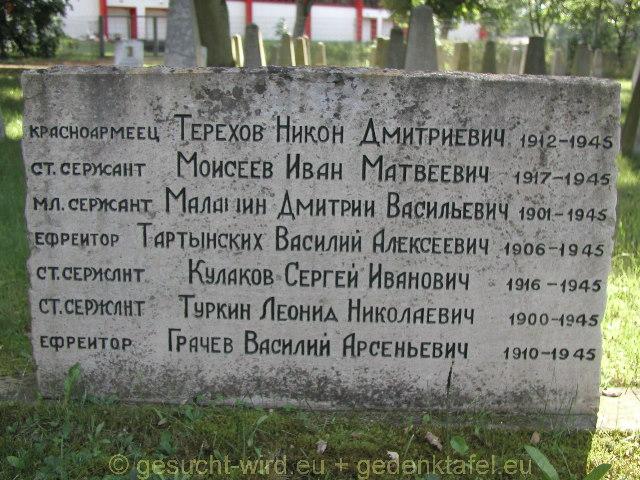 красноармеец Терехов Никон Дмитриевич 1912-1945
ст. сержант Моисеев Иван Матвеевич 1917-1945
мл. сержант Малашин Дмитрии Васильевич 1901-1945
ефрейтор Тартынских Василий Алексеевич 1906-1945
ст. сержант Кулаков Сергей Иванович 1916-1945
ст. сержант Туркин Леонид Николаевич 1900-1945
ефрейтор Грачев Василий Арсеньевич 1910-1945
© gesucht-wird.eu + gedenktafel.eu